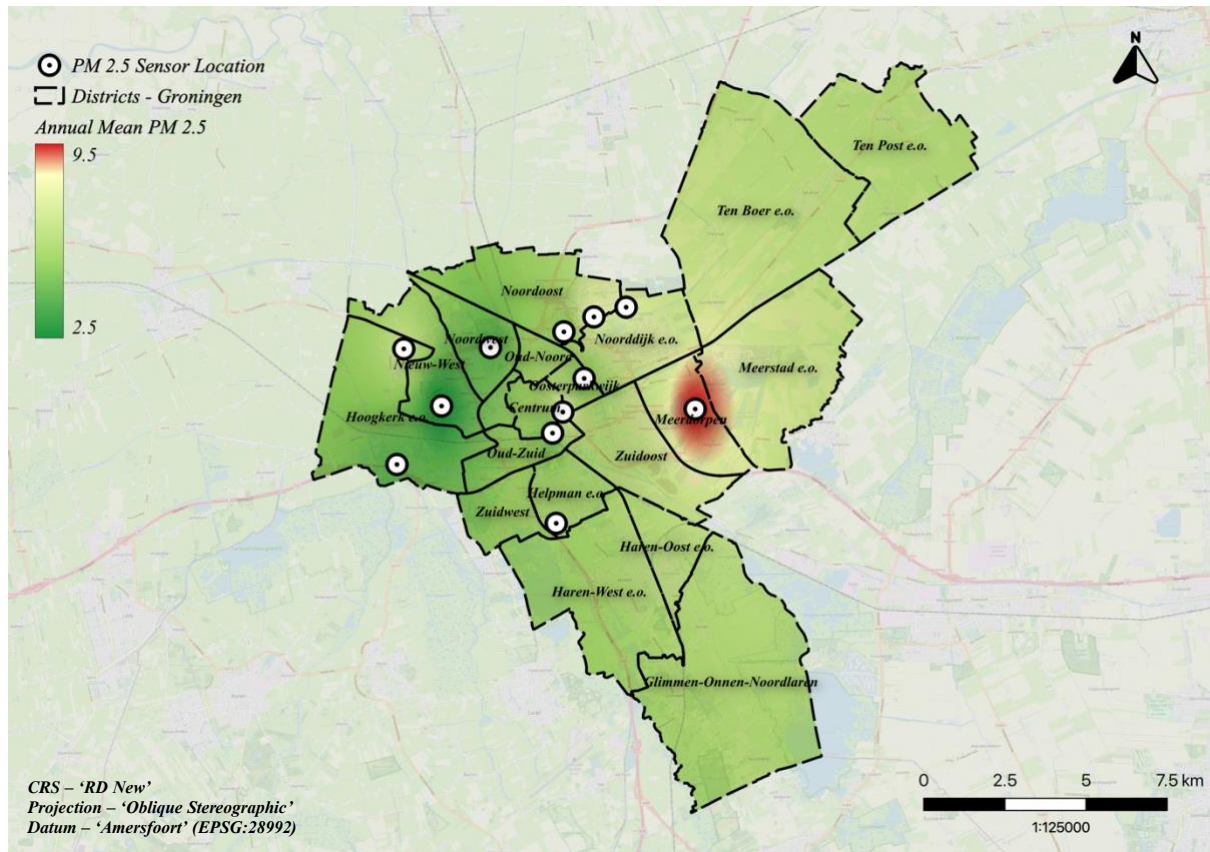 N
PM 2.5 Sensor Location
Districts - Groningen
Annual Mean PM 2.5
9.5
2.5
Ten Post e.o.
Ten Boer e.o.
Noordoost
Noordwest
Oud-Noord
Noorddijk e.o.
Nieuw-West
Meerstad e.o.
Oosterparkwijk
Centrum
Hoogkerk e.o.
Meerdorpen
Oud-Zuid
Zuidoost
Helpman e.o.
Zuidwest
Haren-Oost e.o.
Haren-West e.o.
Glimmen-Onnen-Noordlaren
CRS – ‘RD New’
Projection – ‘Oblique Stereographic’
Datum – ‘Amersfoort’ (EPSG:28992)
0 2.5 5 7.5 km
1:125000